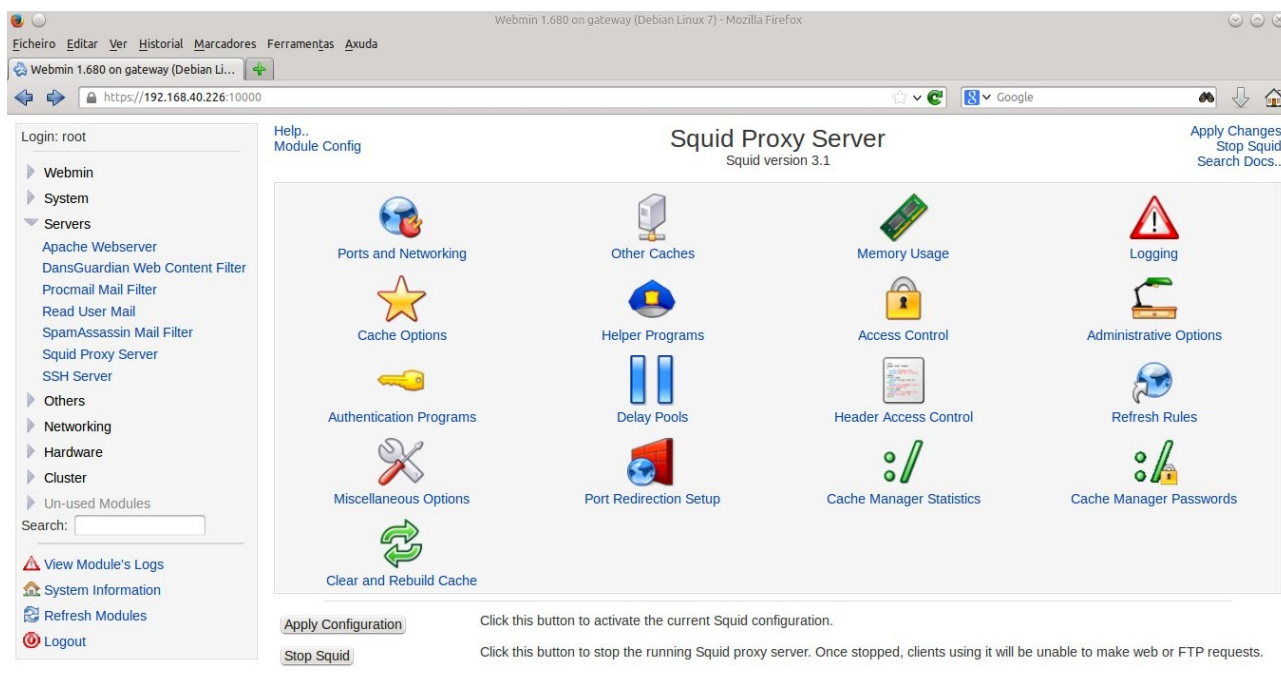 Webmin 1.680 on gateway (Debian Linux 7) - Mozilla Firefox
Ficheiro Editar Ver Historial Marcadores Ferramentas Axuda
Webmin 1.680 on gateway (Debian Li...
https://192.168.40.226:10000
Google
Login: root
Webmin
System
Servers
Apache Webserver
DansGuardian Web Content Filter
Procmail Mail Filter
Read User Mail
SpamAssassin Mail Filter
Squid Proxy Server
SSH Server
Others
Networking
Hardware
Cluster
Un-used Modules
Search:
View Module's Logs
System Information
Refresh Modules
Logout
Help..
Module Config
Squid Proxy Server
Squid version 3.1
Apply Changes
Stop Squid
Search Docs..
Ports and Networking
Other Caches
Memory Usage
Logging
Cache Options
Helper Programs
Access Control
Administrative Options
Authentication Programs
Delay Pools
Header Access Control
Refresh Rules
Miscellaneous Options
Port Redirection Setup
Cache Manager Statistics
Cache Manager Passwords
Clear and Rebuild Cache
Apply Configuration
Click this button to activate the current Squid configuration.
Stop Squid
Click this button to stop the running Squid proxy server. Once stopped, clients using it will be unable to make web or FTP requests.